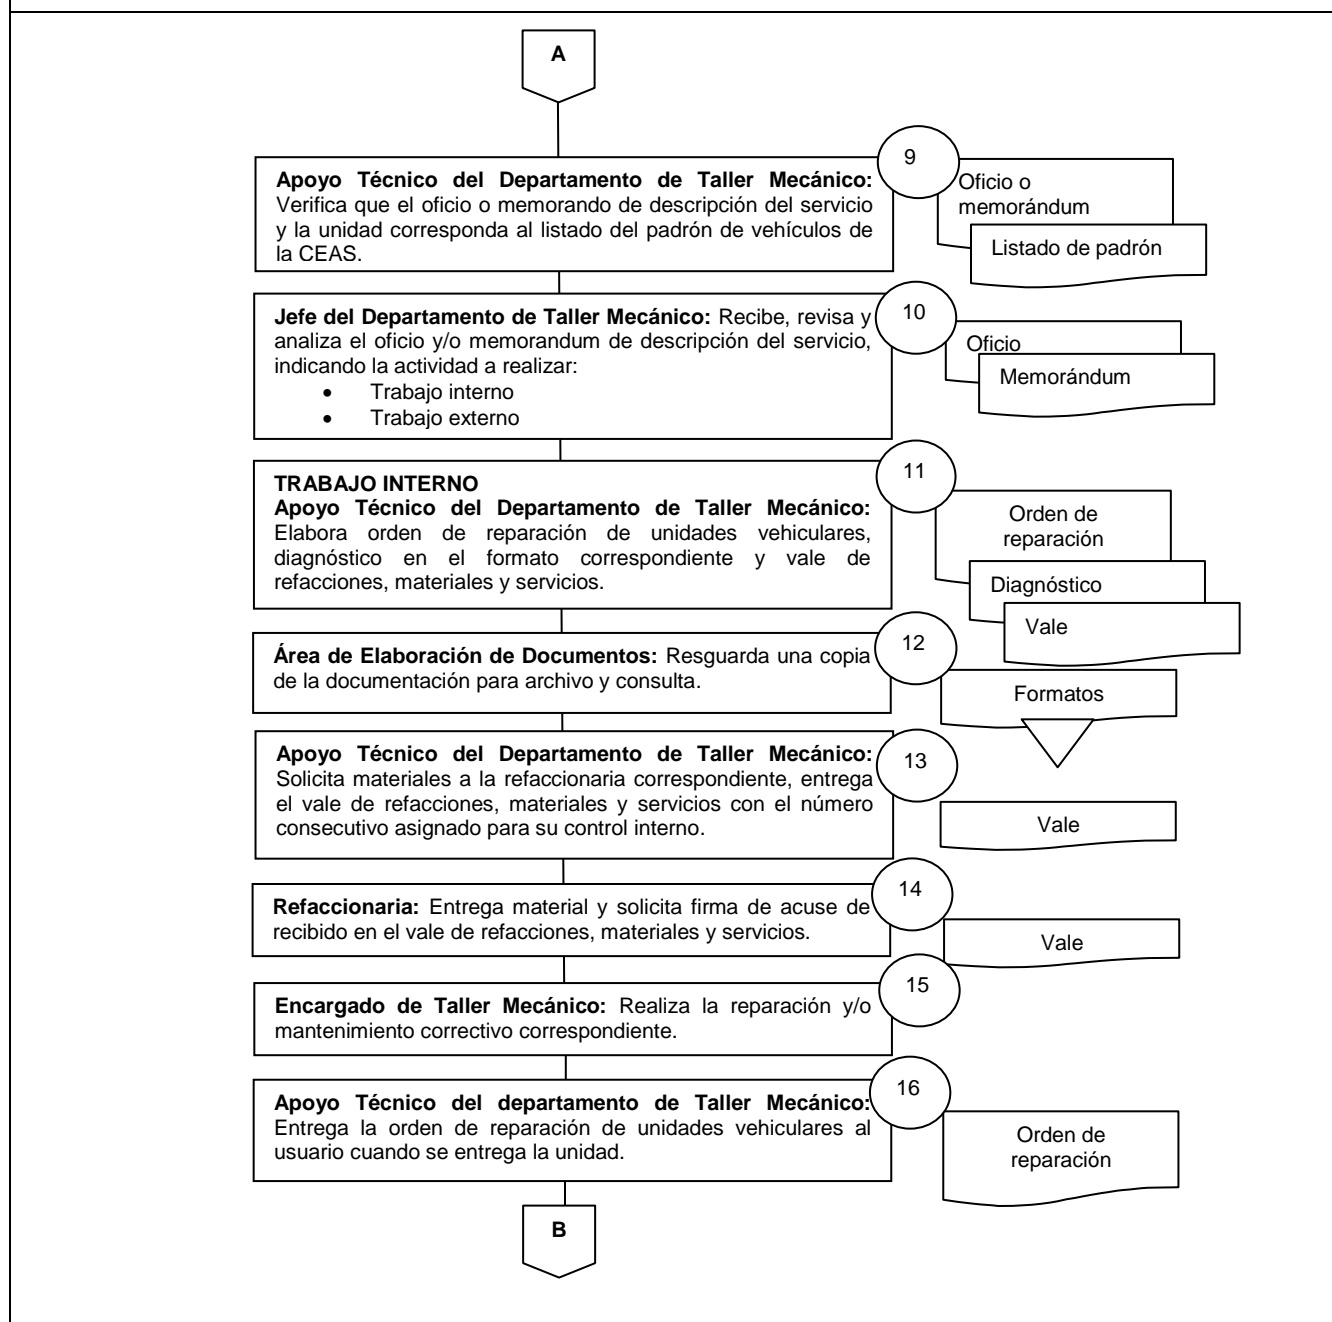 A
9
Apoyo Técnico del Departamento de Taller Mecánico:
Verifica que el oficio o memorando de descripción del servicio
y la unidad corresponda al listado del padrón de vehículos de
la CEAS.
Oficio o
memorándum
Listado de padrón
10
Jefe del Departamento de Taller Mecánico: Recibe, revisa y
analiza el oficio y/o memorandum de descripción del servicio,
indicando la actividad a realizar:
• Trabajo interno
• Trabajo externo
Oficio
Memorándum
11
TRABAJO INTERNO
Apoyo Técnico del Departamento de Taller Mecánico:
Elabora orden de reparación de unidades vehiculares,
diagnóstico en el formato correspondiente y vale de
refacciones, materiales y servicios.
Orden de
reparación
Diagnóstico
Vale
12
Área de Elaboración de Documentos: Resguarda una copia
de la documentación para archivo y consulta.
Formatos
13
Apoyo Técnico del Departamento de Taller Mecánico:
Solicita materiales a la refaccionaria correspondiente, entrega
el vale de refacciones, materiales y servicios con el número
consecutivo asignado para su control interno.
Vale
14
Refaccionaria: Entrega material y solicita firma de acuse de
recibido en el vale de refacciones, materiales y servicios.
Vale
15
Encargado de Taller Mecánico: Realiza la reparación y/o
mantenimiento correctivo correspondiente.
16
Apoyo Técnico del departamento de Taller Mecánico:
Entrega la orden de reparación de unidades vehiculares al
usuario cuando se entrega la unidad.
Orden de
reparación
B